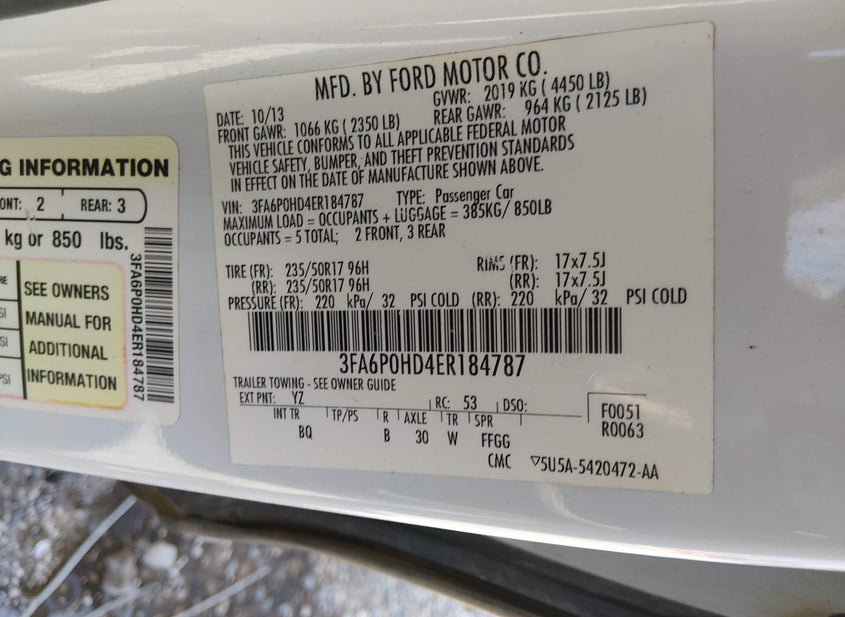 G INFORMATION
ONT: 2 REAR: 3
kg or 850 lbs.
RE
SI
SI
PSI
SEE OWNERS
MANUAL FOR
ADDITIONAL
INFORMATION
3FA6P0HD4ER184787
MFD. BY FORD MOTOR CO.
DATE: 10/13 GVWR: 2019 KG ( 4450 LB)
FRONT GAWR: 1066 KG ( 2350 LB) REAR GAWR: 964 KG ( 2125 LB)
THIS VEHICLE CONFORMS TO ALL APPLICABLE FEDERAL MOTOR
VEHICLE SAFETY, BUMPER, AND THEFT PREVENTION STANDARDS
IN EFFECT ON THE DATE OF MANUFACTURE SHOWN ABOVE.
VIN: 3FA6P0HD4ER184787 TYPE: Passenger Car
MAXIMUM LOAD = OCCUPANTS + LUGGAGE = 385KG/ 850LB
OCCUPANTS = 5 TOTAL; 2 FRONT, 3 REAR
TIRE (FR): 235/50R17 96H RIMS (FR): 17x7.5J
(RR): 235/50R17 96H (RR): 17x7.5J
PRESSURE (FR): 220 kPa/ 32 PSI COLD (RR): 220 kPa/ 32 PSI COLD
3FA6P0HD4ER184787
TRAILER TOWING - SEE OWNER GUIDE
EXT PNT: YZ RC: 53 DSO:
INT TR TP/PS R AXLE TR SPR
BQ B 30 W FFGG
F0051
R0063
CMC ▽5U5A-5420472-AA